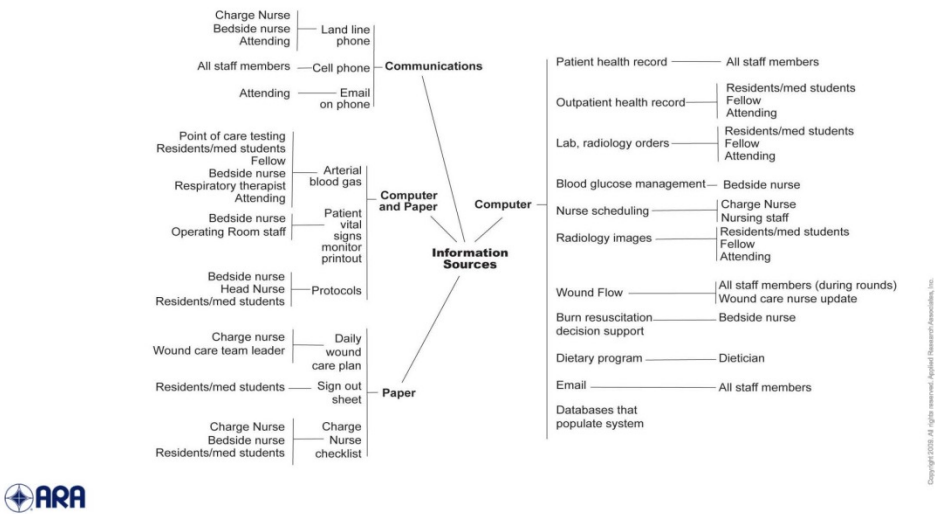 Charge Nurse
Bedside nurse
Attending
Land line
phone
All staff members
Cell phone
Attending
Email
on phone
Communications
Point of care testing
Residents/med students
Fellow
Bedside nurse
Respiratory therapist
Attending
Arterial
blood gas
Bedside nurse
Operating Room staff
Patient
vital
signs
monitor
printout
Bedside nurse
Head Nurse
Residents/med students
Protocols
Computer
and Paper
Charge nurse
Wound care team leader
Daily
wound
care plan
Residents/med students
Sign out
sheet
Charge Nurse
Bedside nurse
Residents/med students
Charge
Nurse
checklist
Paper
Information
Sources
Computer
Patient health record
All staff members
Outpatient health record
Residents/med students
Fellow
Attending
Lab, radiology orders
Residents/med students
Fellow
Attending
Blood glucose management
Bedside nurse
Nurse scheduling
Charge Nurse
Nursing staff
Radiology images
Residents/med students
Fellow
Attending
Wound Flow
All staff members (during rounds)
Wound care nurse update
Burn resuscitation
decision support
Bedside nurse
Dietary program
Dietician
Email
All staff members
Databases that
populate system
Copyright 2008. All rights reserved. Applied Research Associates, Inc.
ARA